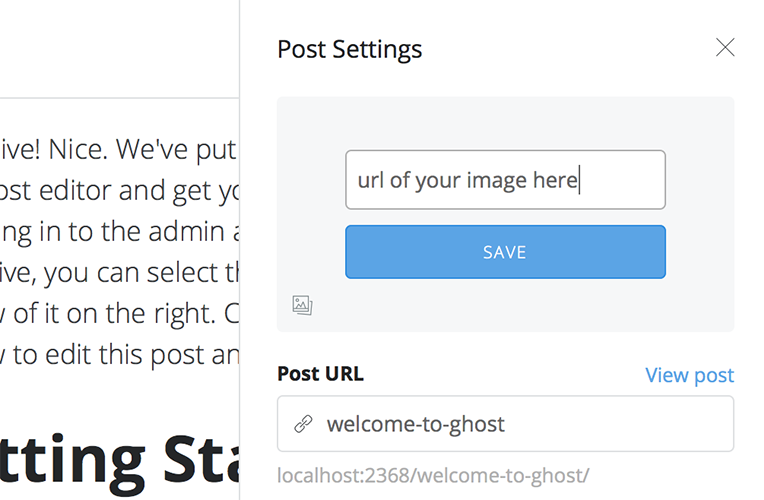 Post Settings
ive! Nice. We've put
ost editor and get yo
ng in to the admin a
ive, you can select th
w of it on the right. C
w to edit this post an
tting Sta
url of your image here
SAVE
Post URL
View post
welcome-to-ghost
localhost:2368/welcome-to-ghost/